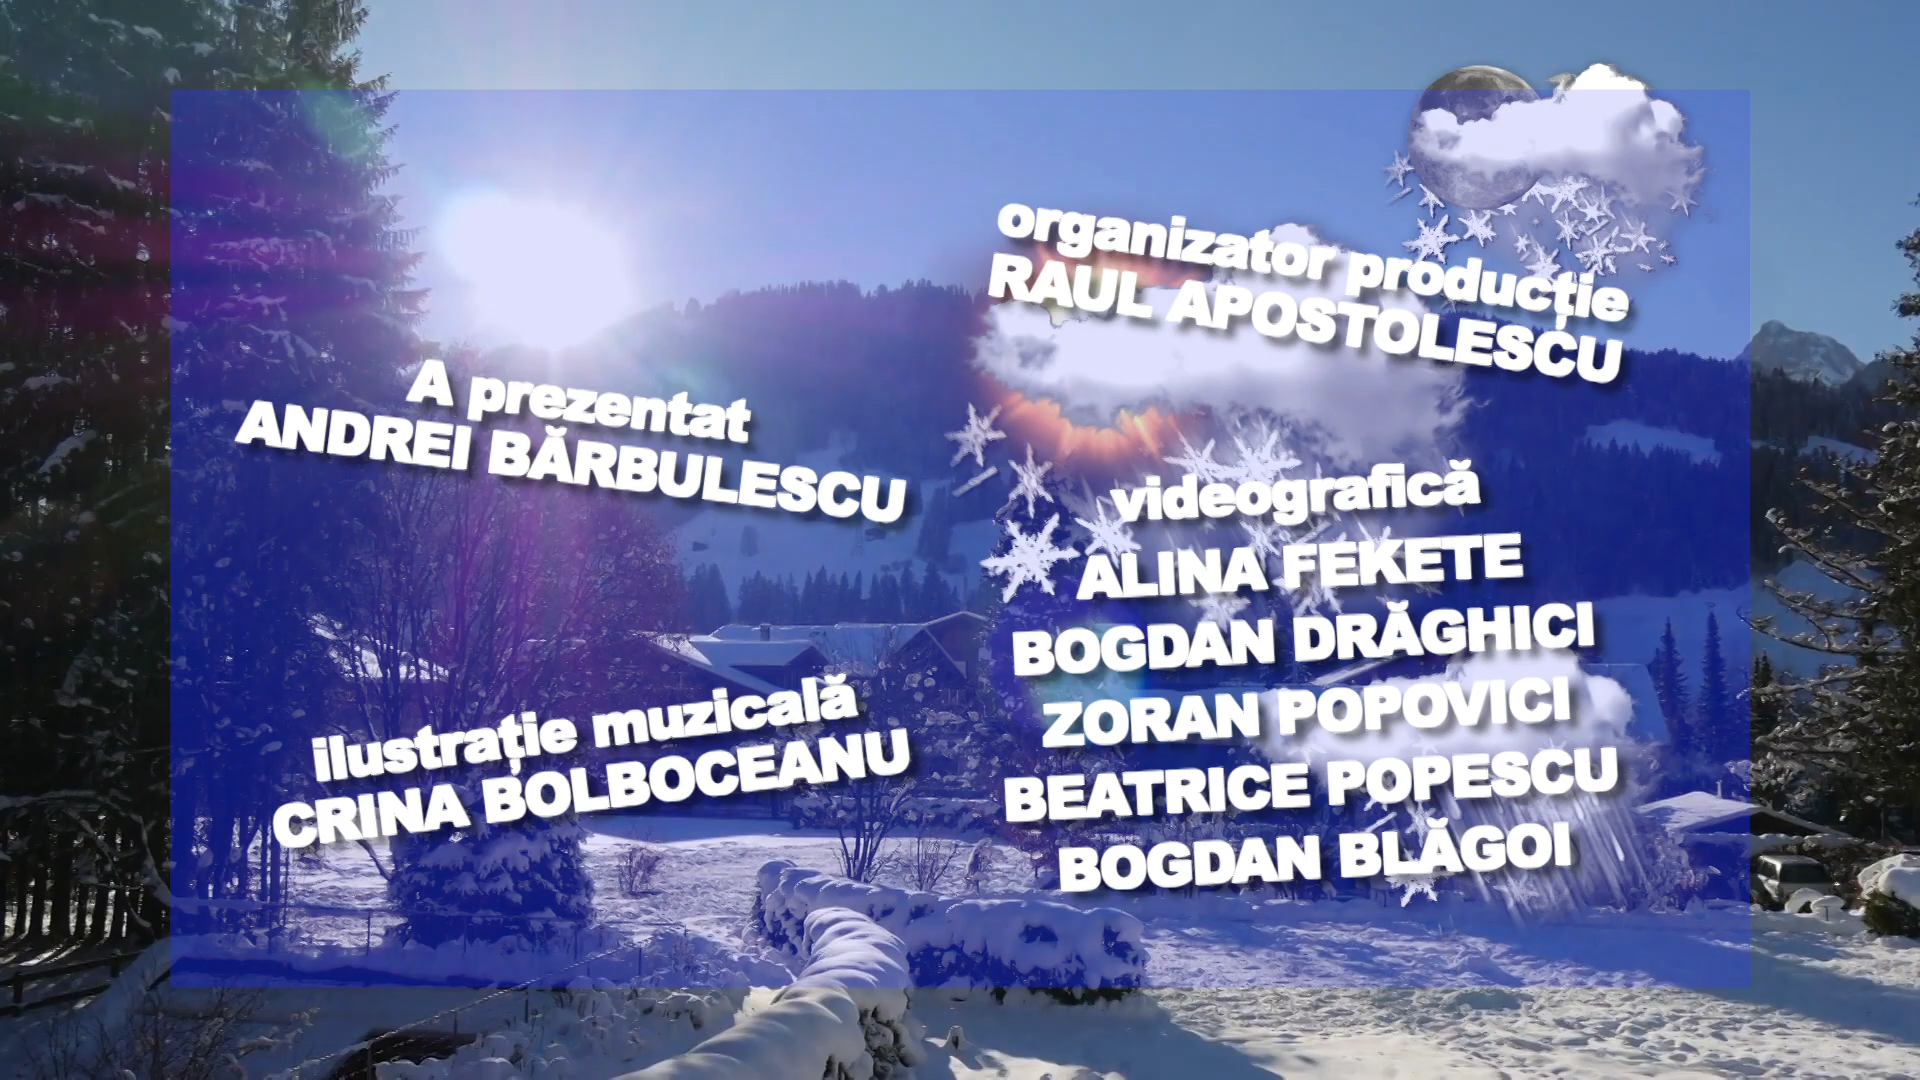 A prezentat
ANDREI BĂRBULESCU
ilustrație muzicală
CRINA BOLBOCEANU
organizator producție
RAUL APOSTOLESCU
videografică
ALINA FEKETE
BOGDAN DRĂGHICI
ZORAN POPOVICI
BEATRICE POPESCU
BOGDAN BLĂGOI